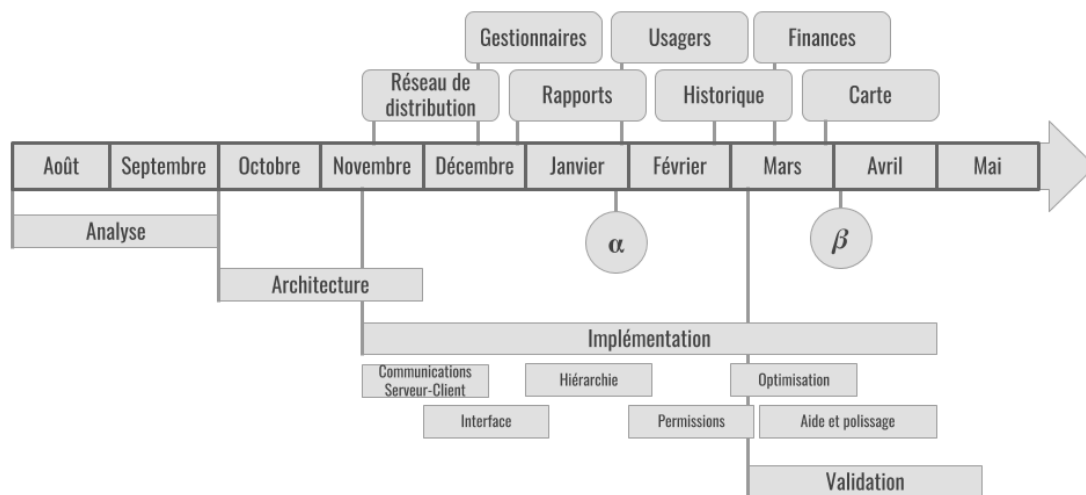 Gestionnaires
Usagers
Finances
Réseau de
distribution
Rapports
Historique
Carte
Août
Septembre
Octobre
Novembre
Décembre
Janvier
Février
Mars
Avril
Mai
Analyse
α
β
Architecture
Implémentation
Communications
Serveur-Client
Hiérarchie
Optimisation
Interface
Permissions
Aide et polissage
Validation